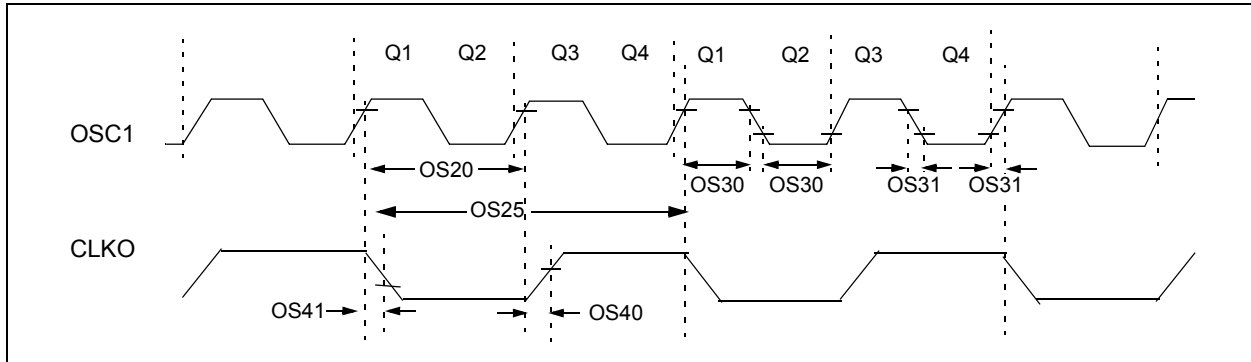 Q1 Q2 Q3 Q4 Q1 Q2 Q3 Q4
OSC1
OS20
OS30 OS30 OS31 OS31
OS25
CLKO
OS41 OS40